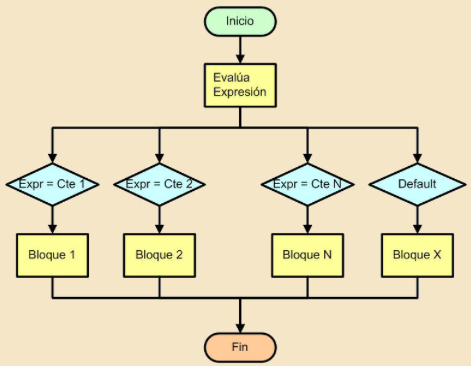 Inicio
Evalúa
Expresión
Expr = Cte 1
Expr = Cte 2
Expr = Cte N
Default
Bloque 1
Bloque 2
Bloque N
Bloque X
Fin